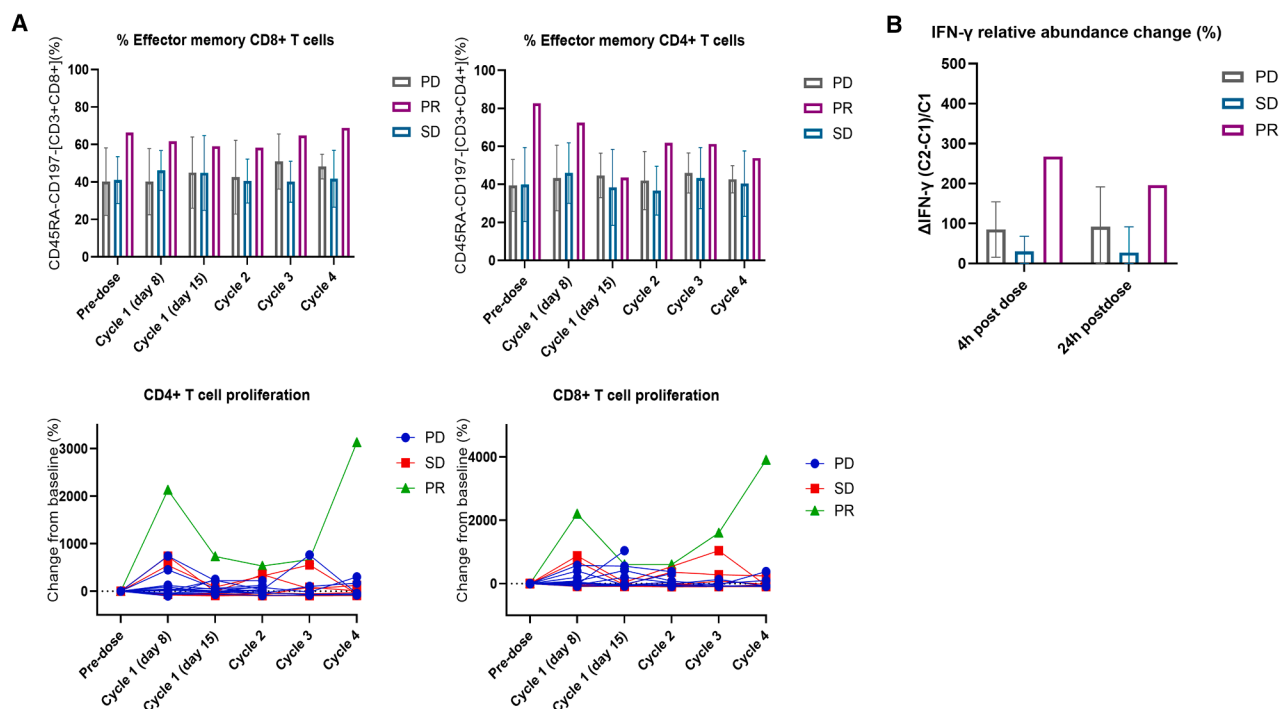 A
% Effector memory CD8+ T cells
CD45RA-CD197-[CD3+CD8+](%)
100
80
60
40
20
0
Pre-dose
Cycle 1 (day 8)
Cycle 1 (day 15)
Cycle 2
Cycle 3
Cycle 4
PD
PR
SD
% Effector memory CD4+ T cells
CD45RA-CD197-[CD3+CD4+](%)
100
80
60
40
20
0
Pre-dose
Cycle 1 (day 8)
Cycle 1 (day 15)
Cycle 2
Cycle 3
Cycle 4
PD
PR
SD
B
IFN-γ relative abundance change (%)
ΔIFN-γ (C2-C1)/C1
500
400
300
200
100
0
4h post dose
24h postdose
PD
SD
PR
CD4+ T cell proliferation
Change from baseline (%)
3000
2000
1000
0
Pre-dose
Cycle 1 (day 8)
Cycle 1 (day 15)
Cycle 2
Cycle 3
Cycle 4
PD
SD
PR
CD8+ T cell proliferation
Change from baseline (%)
4000
2000
0
Pre-dose
Cycle 1 (day 8)
Cycle 1 (day 15)
Cycle 2
Cycle 3
Cycle 4
PD
SD
PR